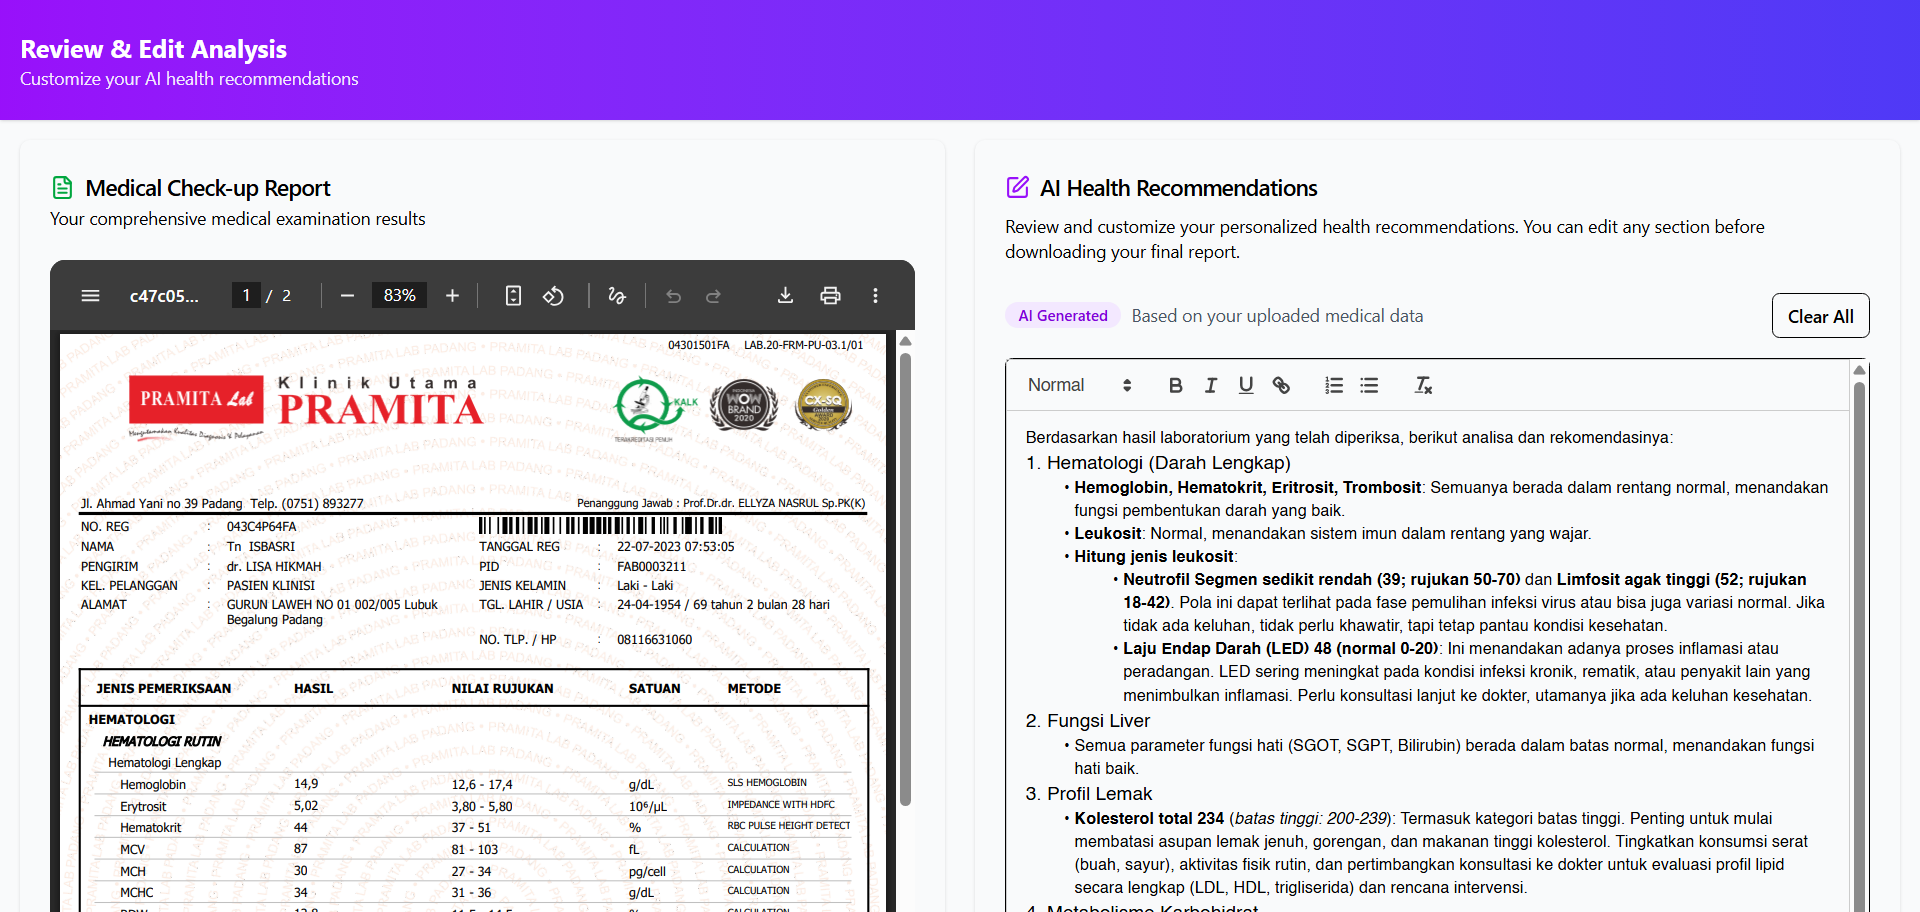 Review & Edit Analysis
Customize your AI health recommendations
Medical Check-up Report
Your comprehensive medical examination results
c47c05...
1 / 2
83%
04301501FA LAB.20-FRM-PU-03.1/01
PRAMITA Lab
Mengutamakan Kualitas Diagnosis & Pelayanan
Klinik Utama
PRAMITA
KALK
TERAKREDITASI PENUH
WOW
BRAND
2020
CX-SQ
Golden
Jl. Ahmad Yani no 39 Padang Telp. (0751) 893277
Penanggung Jawab : Prof.Dr.dr. ELLYZA NASRUL Sp.PK(K)
NO. REG : 043C4P64FA
NAMA : Tn ISBASRI
TANGGAL REG : 22-07-2023 07:53:05
PENGIRIM : dr. LISA HIKMAH
PID : FAB0003211
KEL. PELANGGAN : PASIEN KLINISI
JENIS KELAMIN : Laki - Laki
ALAMAT : GURUN LAWEH NO 01 002/005 Lubuk
Begalung Padang
TGL. LAHIR / USIA : 24-04-1954 / 69 tahun 2 bulan 28 hari
NO. TLP. / HP : 08116631060
JENIS PEMERIKSAAN HASIL NILAI RUJUKAN SATUAN METODE
HEMATOLOGI
HEMATOLOGI RUTIN
Hematologi Lengkap
Hemoglobin 14,9 12,6 - 17,4 g/dL SLS HEMOGLOBIN
Erytrosit 5,02 3,80 - 5,80 10⁶/µL IMPEDANCE WITH HDFC
Hematokrit 44 37 - 51 % RBC PULSE HEIGHT DETECT
MCV 87 81 - 103 fL CALCULATION
MCH 30 27 - 34 pg/cell CALCULATION
MCHC 34 31 - 36 g/dL CALCULATION
AI Health Recommendations
Review and customize your personalized health recommendations. You can edit any section before
downloading your final report.
AI Generated
Based on your uploaded medical data
Clear All
Normal
Berdasarkan hasil laboratorium yang telah diperiksa, berikut analisa dan rekomendasinya:
1. Hematologi (Darah Lengkap)
• Hemoglobin, Hematokrit, Eritrosit, Trombosit: Semuanya berada dalam rentang normal, menandakan
fungsi pembentukan darah yang baik.
• Leukosit: Normal, menandakan sistem imun dalam rentang yang wajar.
• Hitung jenis leukosit:
• Neutrofil Segmen sedikit rendah (39; rujukan 50-70) dan Limfosit agak tinggi (52; rujukan
18-42). Pola ini dapat terlihat pada fase pemulihan infeksi virus atau bisa juga variasi normal. Jika
tidak ada keluhan, tidak perlu khawatir, tapi tetap pantau kondisi kesehatan.
• Laju Endap Darah (LED) 48 (normal 0-20): Ini menandakan adanya proses inflamasi atau
peradangan. LED sering meningkat pada kondisi infeksi kronik, rematik, atau penyakit lain yang
menimbulkan inflamasi. Perlu konsultasi lanjut ke dokter, utamanya jika ada keluhan kesehatan.
2. Fungsi Liver
• Semua parameter fungsi hati (SGOT, SGPT, Bilirubin) berada dalam batas normal, menandakan fungsi
hati baik.
3. Profil Lemak
• Kolesterol total 234 (batas tinggi: 200-239): Termasuk kategori batas tinggi. Penting untuk mulai
membatasi asupan lemak jenuh, gorengan, dan makanan tinggi kolesterol. Tingkatkan konsumsi serat
(buah, sayur), aktivitas fisik rutin, dan pertimbangkan konsultasi ke dokter untuk evaluasi profil lipid
secara lengkap (LDL, HDL, trigliserida) dan rencana intervensi.
4. Metabolisme Karbohidrat